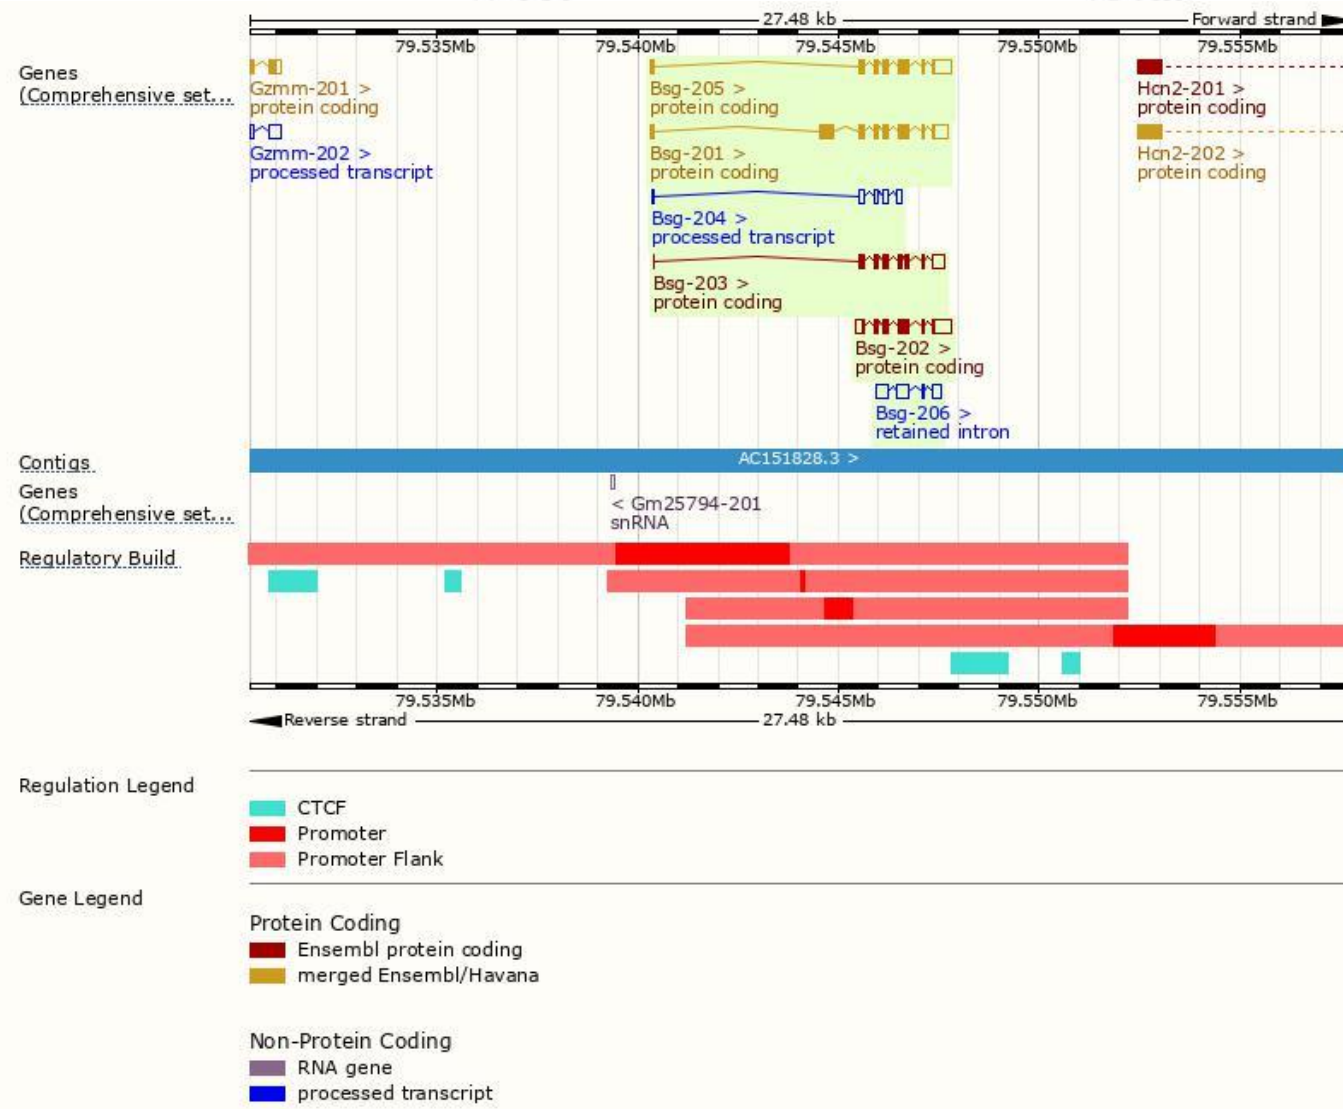 27.48 kb Forward strand
79.535Mb 79.540Mb 79.545Mb 79.550Mb 79.555Mb
Genes
(Comprehensive set...
Gzmm-201 > Bsg-205 > Hcn2-201 >
protein coding protein coding protein coding
Gzmm-202 > Bsg-201 > Hcn2-202 >
processed transcript protein coding protein coding
Bsg-204 >
processed transcript
Bsg-203 >
protein coding
Bsg-202 >
protein coding
Bsg-206 >
retained intron
Contigs AC151828.3 >
Genes
(Comprehensive set...
< Gm25794-201
snRNA
Regulatory Build
79.535Mb 79.540Mb 79.545Mb 79.550Mb 79.555Mb
Reverse strand 27.48 kb
Regulation Legend
CTCF
Promoter
Promoter Flank
Gene Legend
Protein Coding
Ensembl protein coding
merged Ensembl/Havana
Non-Protein Coding
RNA gene
processed transcript